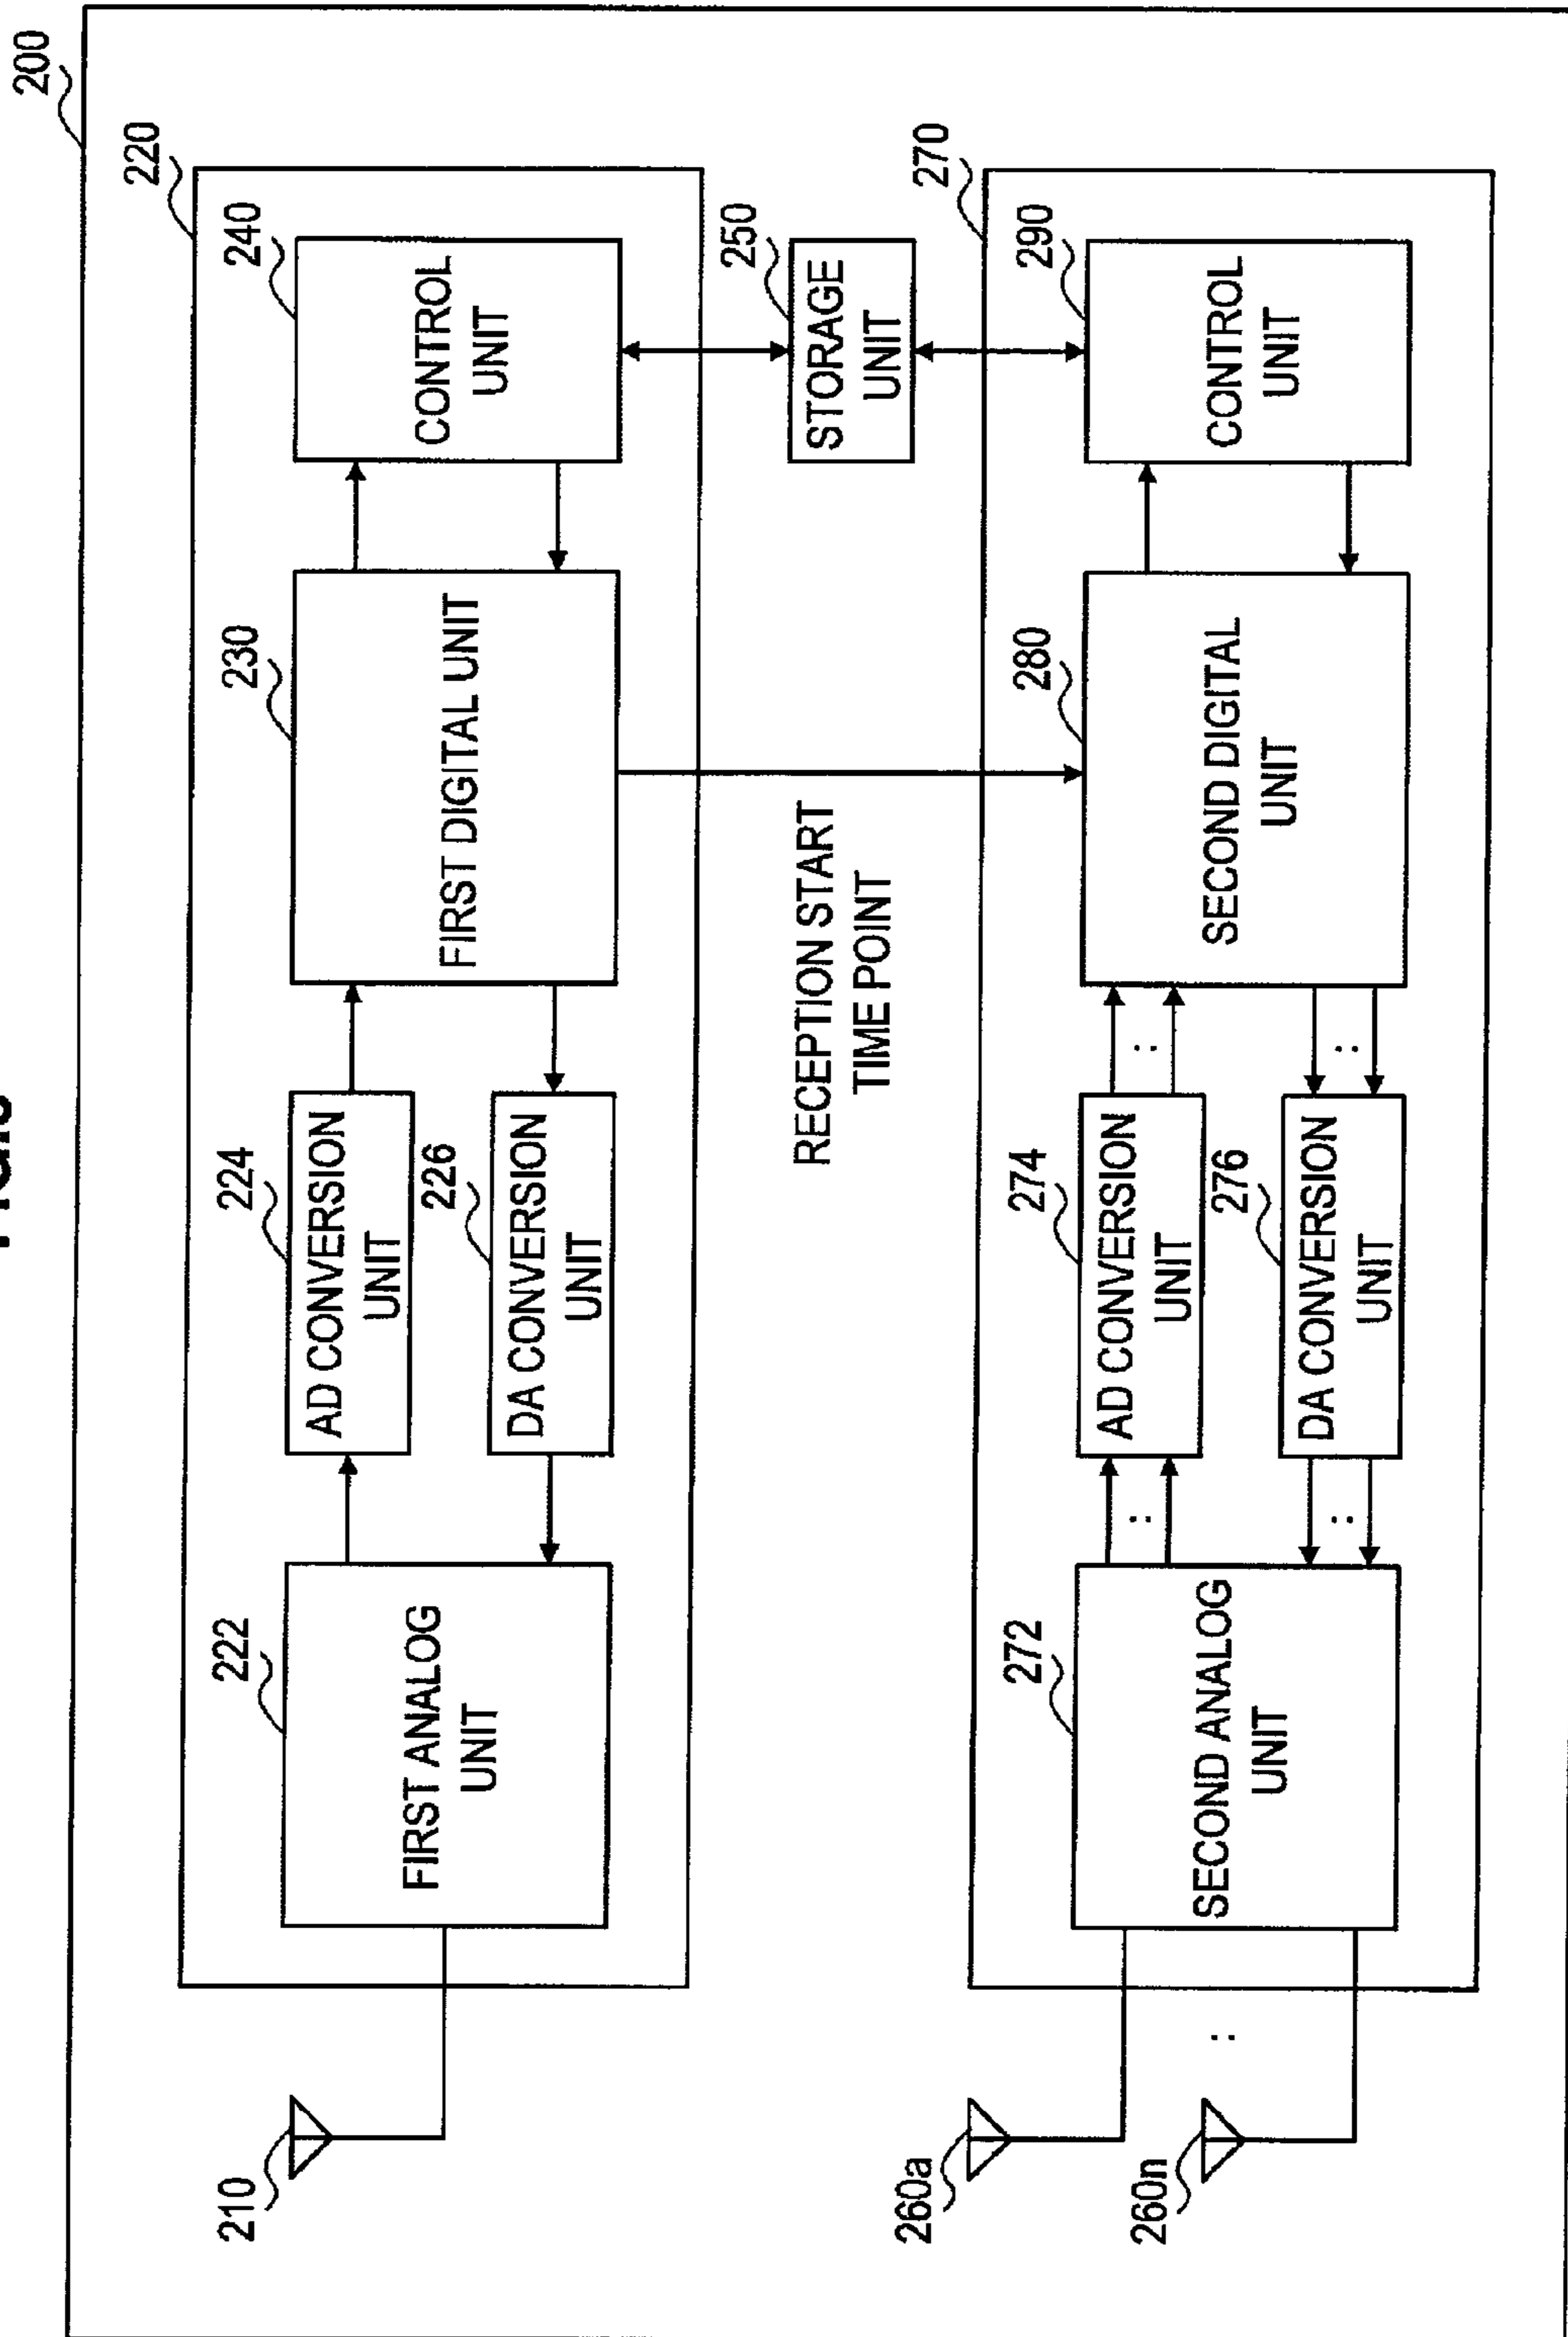 200
220
222
FIRST ANALOG
UNIT
224
AD CONVERSION
UNIT
226
DA CONVERSION
UNIT
230
FIRST DIGITAL UNIT
240
CONTROL
UNIT
210
RECEPTION START
TIME POINT
250
STORAGE
UNIT
270
272
SECOND ANALOG
UNIT
274
AD CONVERSION
UNIT
276
DA CONVERSION
UNIT
280
SECOND DIGITAL
UNIT
290
CONTROL
UNIT
260a
260n